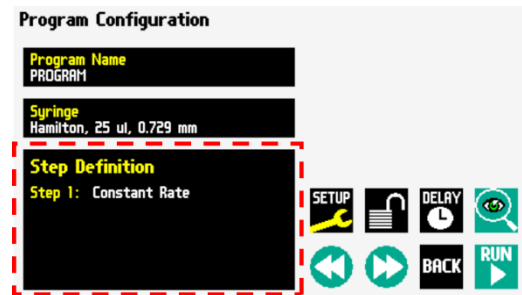 Program Configuration
Program Name
PROGRAM
Syringe
Hamilton, 25 ul, 0.729 mm
Step Definition
Step 1: Constant Rate
SETUP
DELAY
BACK
RUN